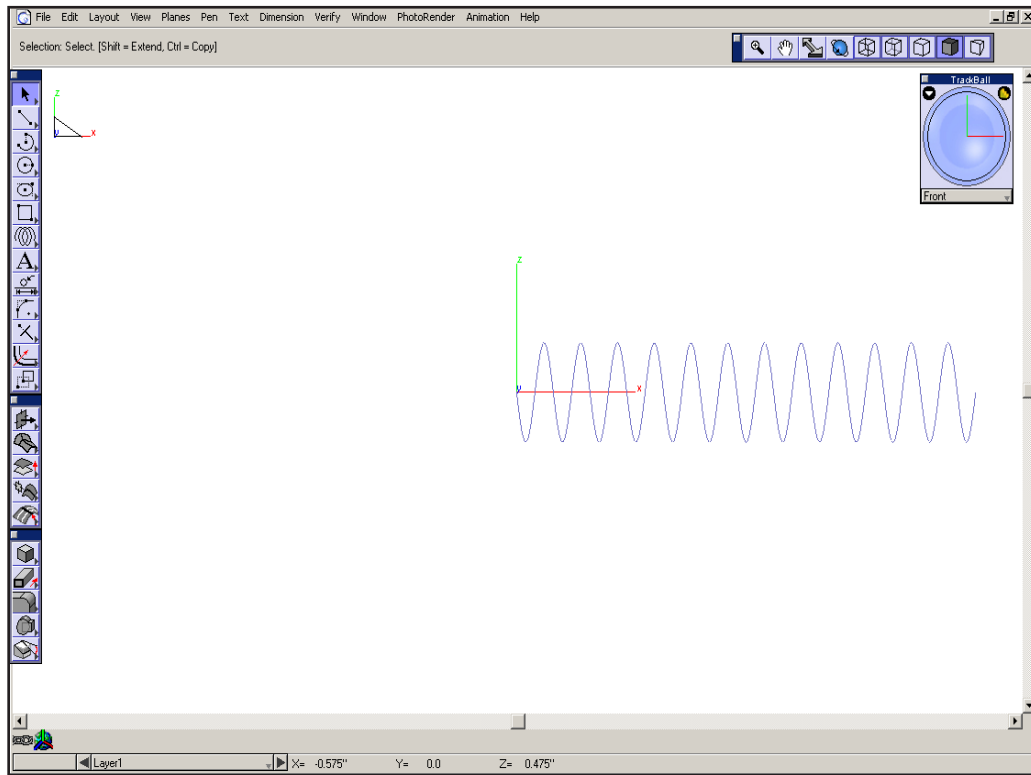 File Edit Layout View Planes Pen Text Dimension Verify Window PhotoRender Animation Help
Selection: Select. [Shift = Extend, Ctrl = Copy]
TrackBall
z
y x
Front
z
y x
A
Layer1 X= -0.575" Y= 0.0 Z= 0.475"